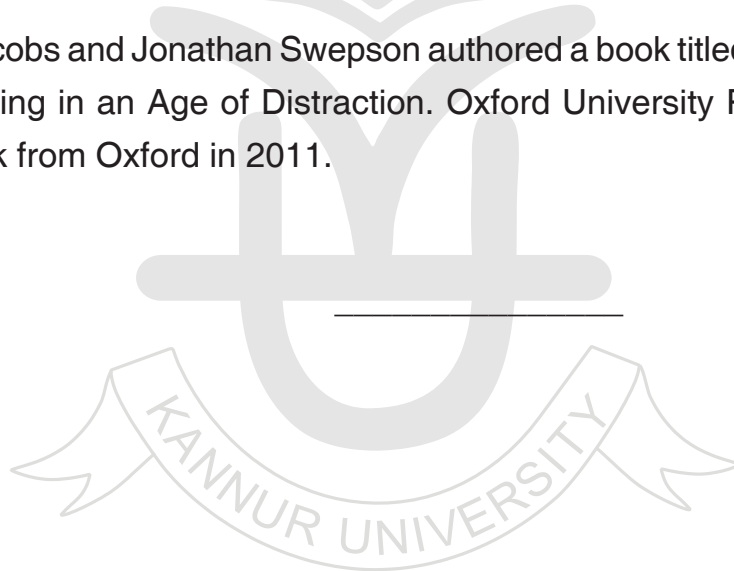 cobs and Jonathan Swepson authored a book titled
ing in an Age of Distraction. Oxford University
k from Oxford in 2011.
KANNUR UNIVERSITY